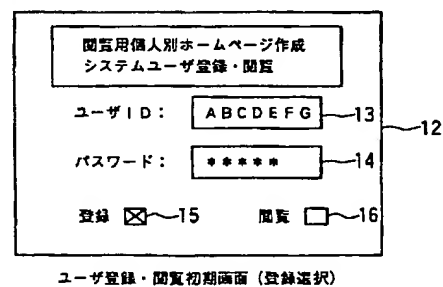 閲覧用個人別ホームページ作成
システムユーザ登録・閲覧
ユーザID: ABCDEFG 13
12
パスワード: ***** 14
登録 15 閲覧 16
ユーザ登録・閲覧初期画面(登録選択)